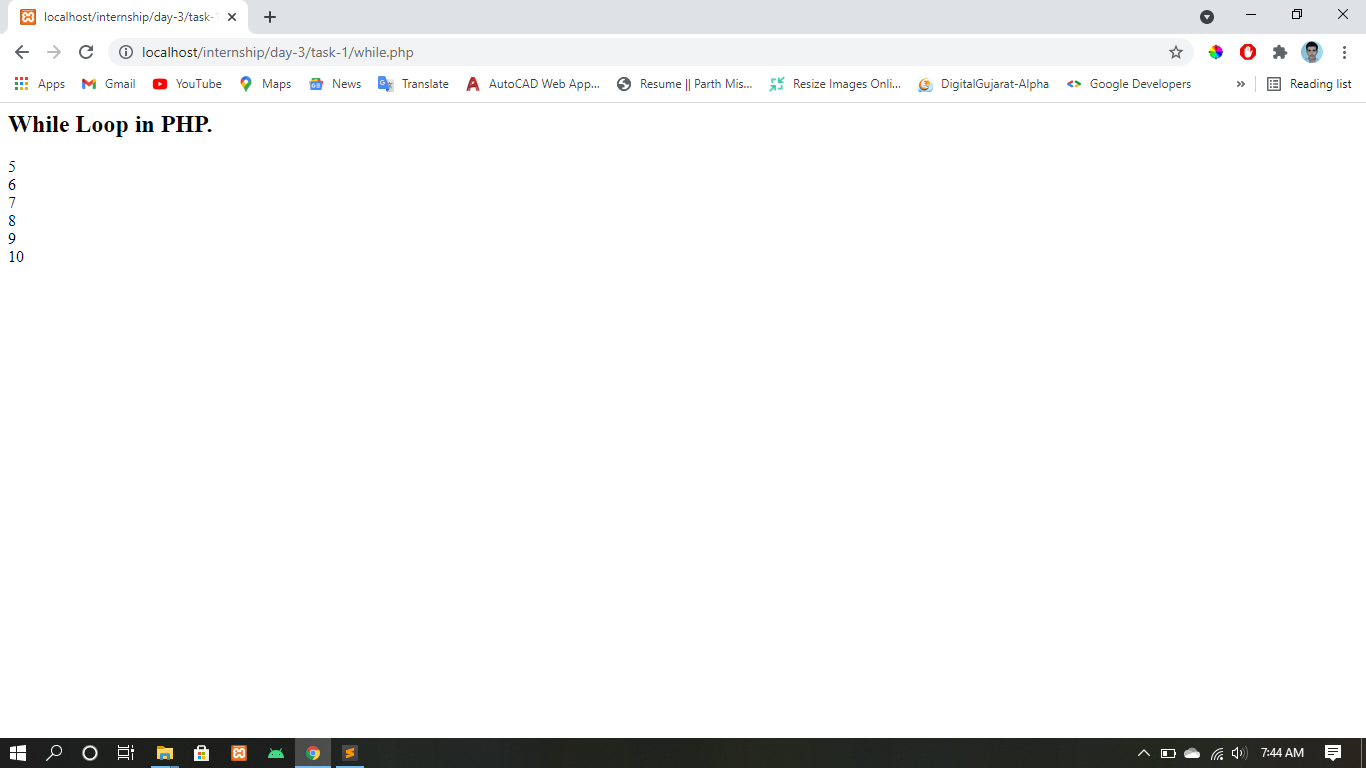 localhost/internship/day-3/task-
localhost/internship/day-3/task-1/while.php
Apps Gmail YouTube Maps News Translate AutoCAD Web App... Resume || Parth Mis... Resize Images Onli... DigitalGujarat-Alpha Google Developers » Reading list
While Loop in PHP.
5
6
7
8
9
10
7:44 AM